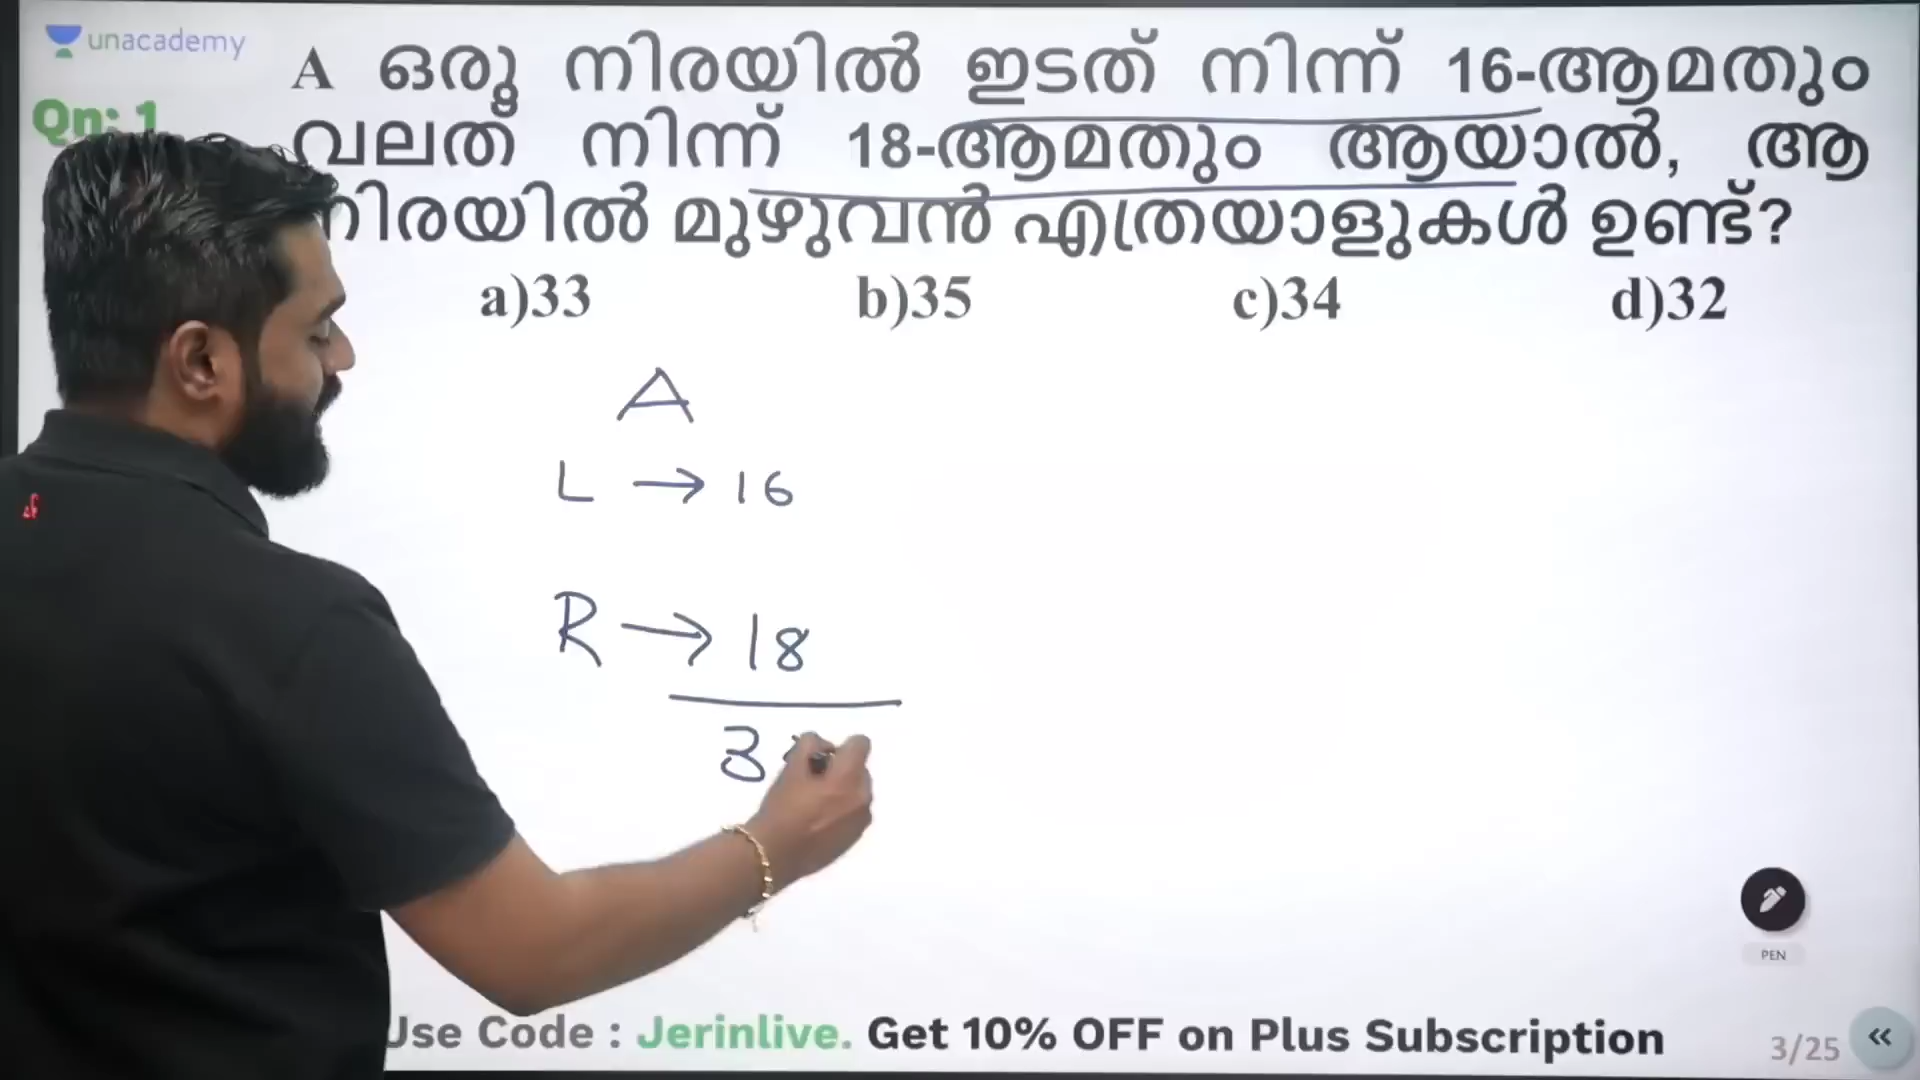 unacademy
Qn: 1
A ഒരൂ നിരയിൽ ഇടത് നിന്ന് 16-ആമതും
വലത് നിന്ന് 18-ആമതും ആയാൽ, ആ
നിരയിൽ മുഴുവൻ എത്രയാളുകൾ ഉണ്ട്?
a)33 b)35 c)34 d)32
A
L → 16
R → 18
3
PEN
Use Code : Jerinlive. Get 10% OFF on Plus Subscription
3/25